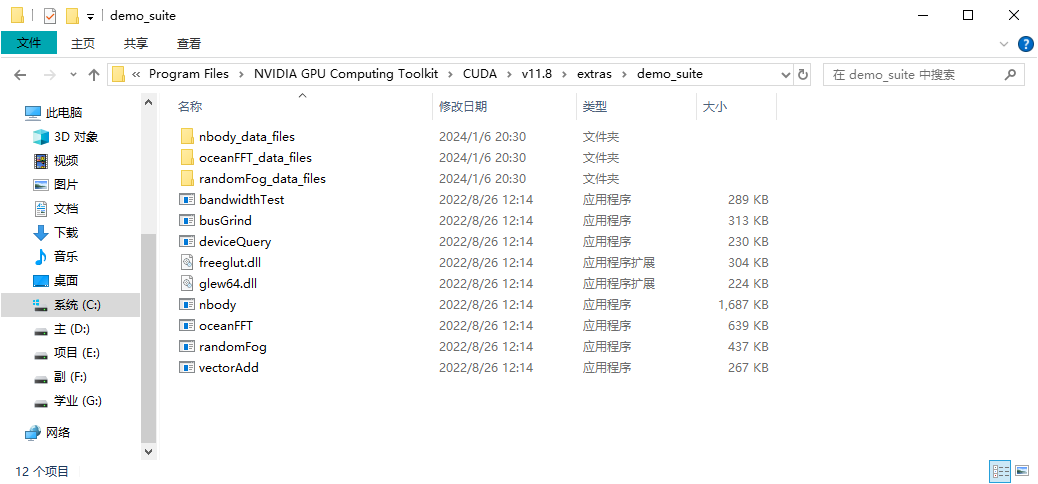 demo_suite
文件 主页 共享 查看
« Program Files › NVIDIA GPU Computing Toolkit › CUDA › v11.8 › extras › demo_suite
在 demo_suite 中搜索
此电脑
3D 对象
视频
图片
文档
下载
音乐
桌面
系统 (C:)
主 (D:)
项目 (E:)
副 (F:)
学业 (G:)
网络
名称 修改日期 类型 大小
nbody_data_files 2024/1/6 20:30 文件夹
oceanFFT_data_files 2024/1/6 20:30 文件夹
randomFog_data_files 2024/1/6 20:30 文件夹
bandwidthTest 2022/8/26 12:14 应用程序 289 KB
busGrind 2022/8/26 12:14 应用程序 313 KB
deviceQuery 2022/8/26 12:14 应用程序 230 KB
freeglut.dll 2022/8/26 12:14 应用程序扩展 304 KB
glew64.dll 2022/8/26 12:14 应用程序扩展 224 KB
nbody 2022/8/26 12:14 应用程序 1,687 KB
oceanFFT 2022/8/26 12:14 应用程序 639 KB
randomFog 2022/8/26 12:14 应用程序 437 KB
vectorAdd 2022/8/26 12:14 应用程序 267 KB
12 个项目